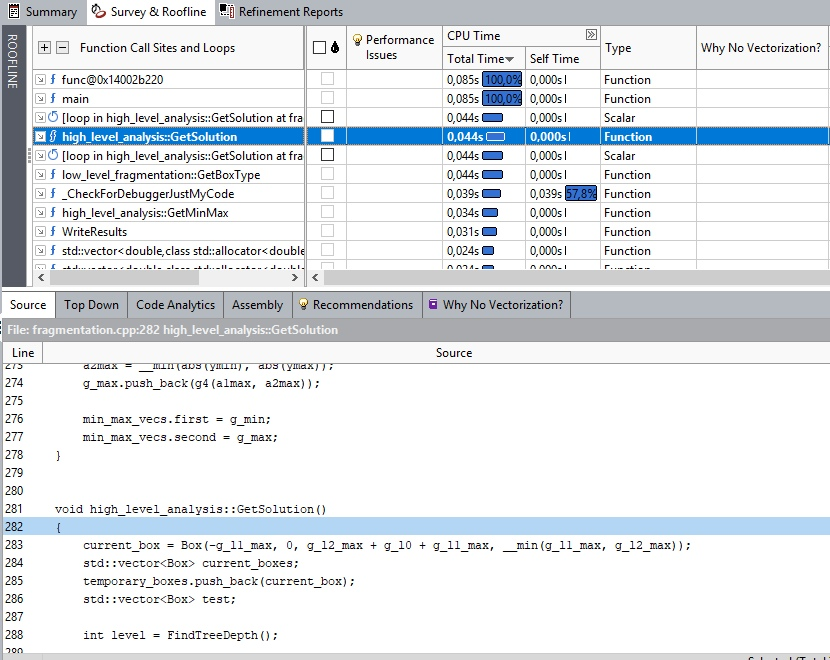 Summary Survey & Roofline Refinement Reports
ROOFLINE
+ − Function Call Sites and Loops
Performance Issues
CPU Time
Total Time Self Time
Type
Why No Vectorization?
func@0x14002b220 0,085s 100,0% 0,000s Function
main 0,085s 100,0% 0,000s Function
[loop in high_level_analysis::GetSolution at fra 0,044s 0,000s Scalar
high_level_analysis::GetSolution 0,044s 0,000s Function
[loop in high_level_analysis::GetSolution at fra 0,044s 0,000s Scalar
low_level_fragmentation::GetBoxType 0,044s 0,000s Function
_CheckForDebuggerJustMyCode 0,039s 0,039s 57,8% Function
high_level_analysis::GetMinMax 0,034s 0,000s Function
WriteResults 0,031s 0,000s Function
std::vector<double,class std::allocator<double 0,024s 0,000s Function
Source Top Down Code Analytics Assembly Recommendations Why No Vectorization?
File: fragmentation.cpp:282 high_level_analysis::GetSolution
Line Source
273 a2max = __min(abs(ymin), abs(ymax));
274 g_max.push_back(g4(a1max, a2max));
275
276 min_max_vecs.first = g_min;
277 min_max_vecs.second = g_max;
278 }
279
280
281 void high_level_analysis::GetSolution()
282 {
283 current_box = Box(-g_l1_max, 0, g_l2_max + g_l0 + g_l1_max, __min(g_l1_max, g_l2_max));
284 std::vector<Box> current_boxes;
285 temporary_boxes.push_back(current_box);
286 std::vector<Box> test;
287
288 int level = FindTreeDepth();
289